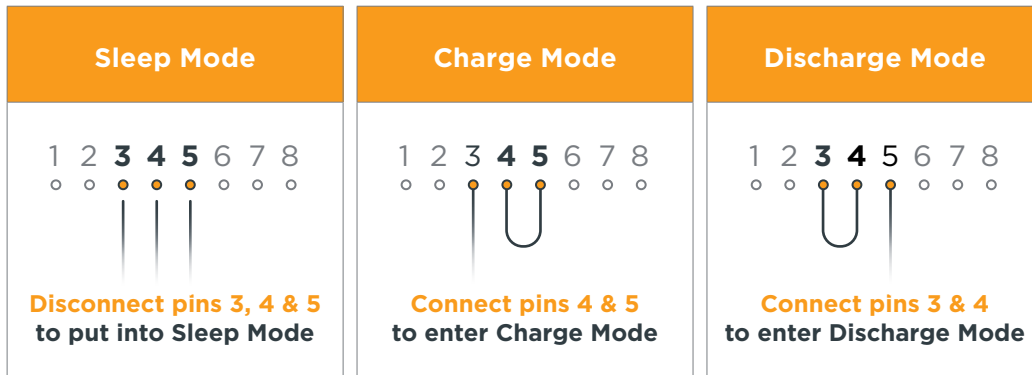 Sleep Mode
1 2 3 4 5 6 7 8
Disconnect pins 3, 4 & 5
to put into Sleep Mode
Charge Mode
1 2 3 4 5 6 7 8
Connect pins 4 & 5
to enter Charge Mode
Discharge Mode
1 2 3 4 5 6 7 8
Connect pins 3 & 4
to enter Discharge Mode